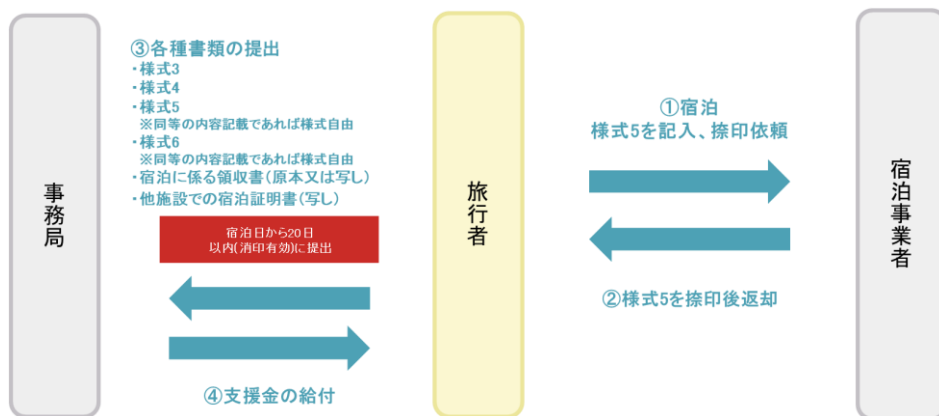 事務局
③各種書類の提出
・様式3
・様式4
・様式5
※同等の内容記載であれば様式自由
・様式6
※同等の内容記載であれば様式自由
・宿泊に係る領収書(原本又は写し)
・他施設での宿泊証明書(写し)
宿泊日から20日
以内(消印有効)に提出
④支援金の給付
旅行者
①宿泊
様式5を記入、捺印依頼
②様式5を捺印後返却
宿泊事業者